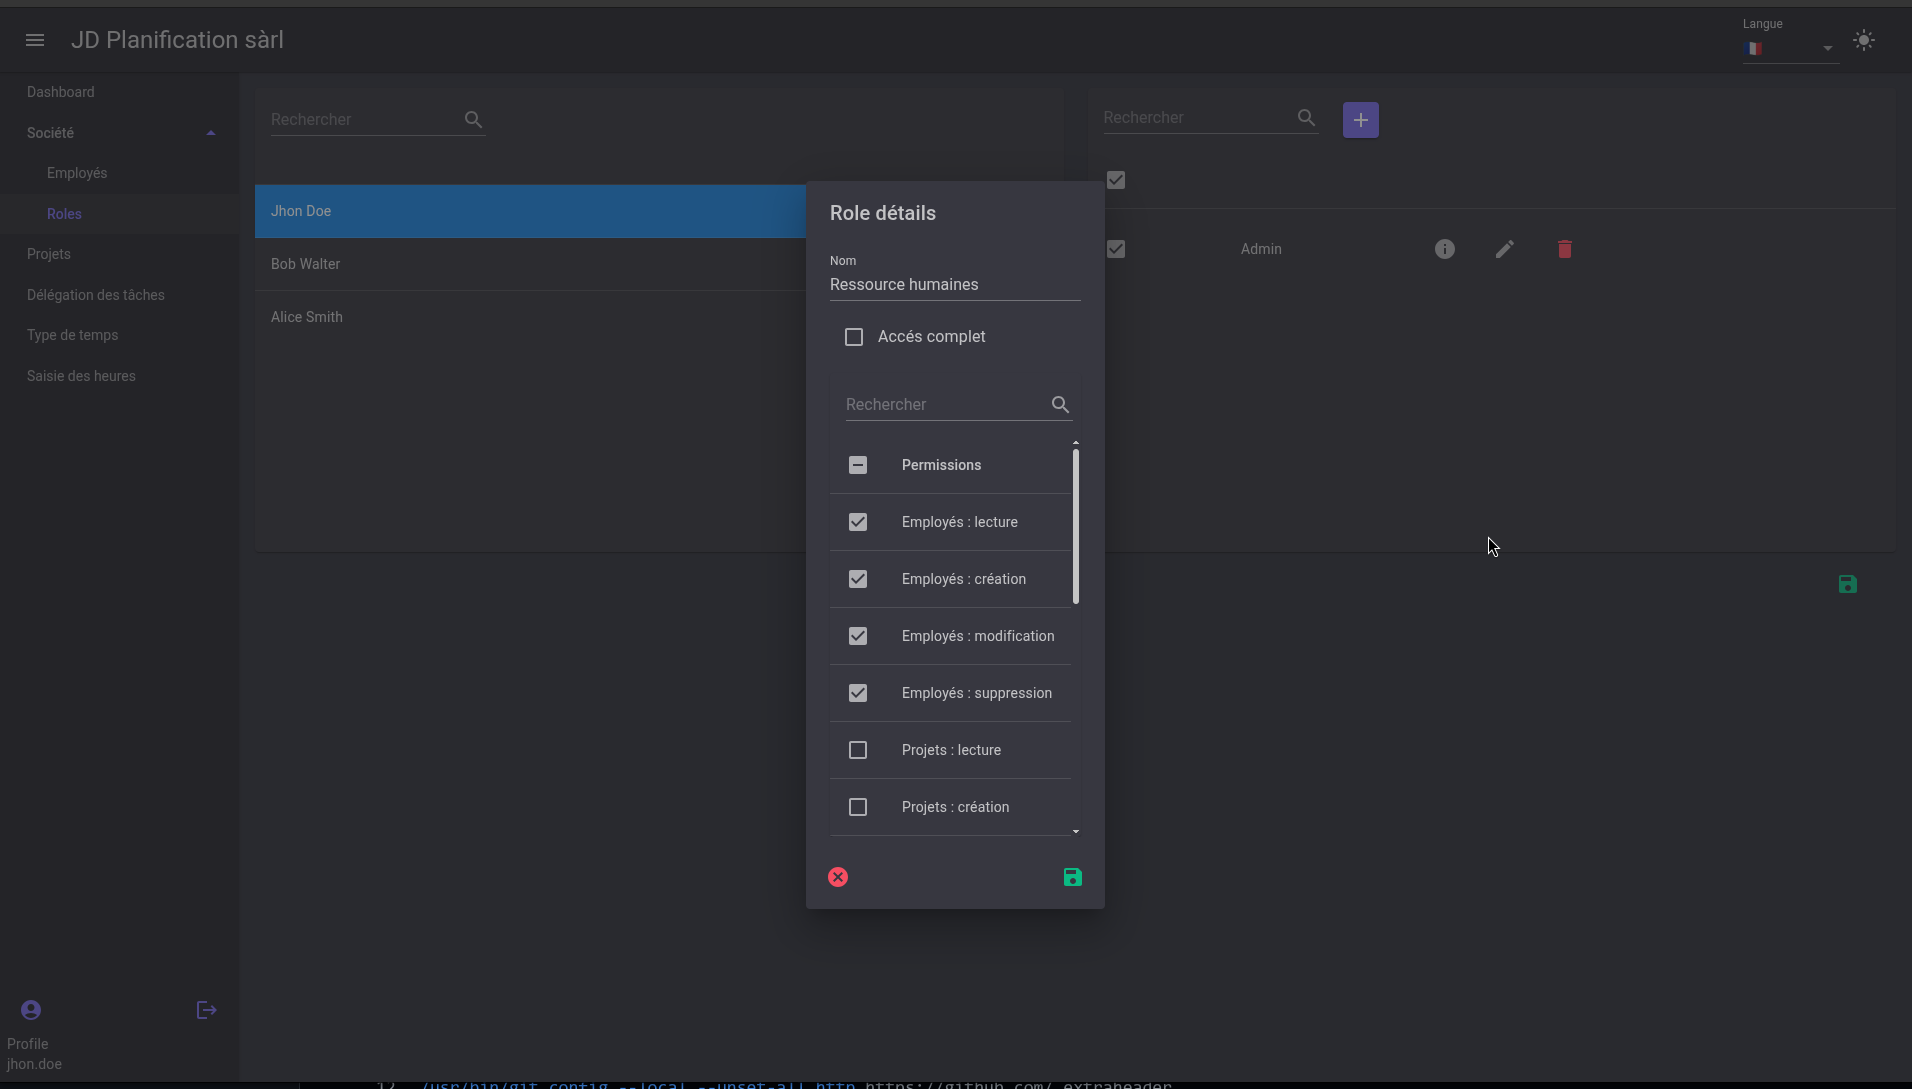 JD Planification sàrl
Langue
Dashboard
Société
Employés
Roles
Projets
Délégation des tâches
Type de temps
Saisie des heures
Profile
jhon.doe
Rechercher
Jhon Doe
Bob Walter
Alice Smith
Rechercher
Admin
Role détails
Nom
Ressource humaines
Accés complet
Rechercher
Permissions
Employés : lecture
Employés : création
Employés : modification
Employés : suppression
Projets : lecture
Projets : création
12 /usr/bin/git config --local --unset-all http.https://github.com/.extraheader